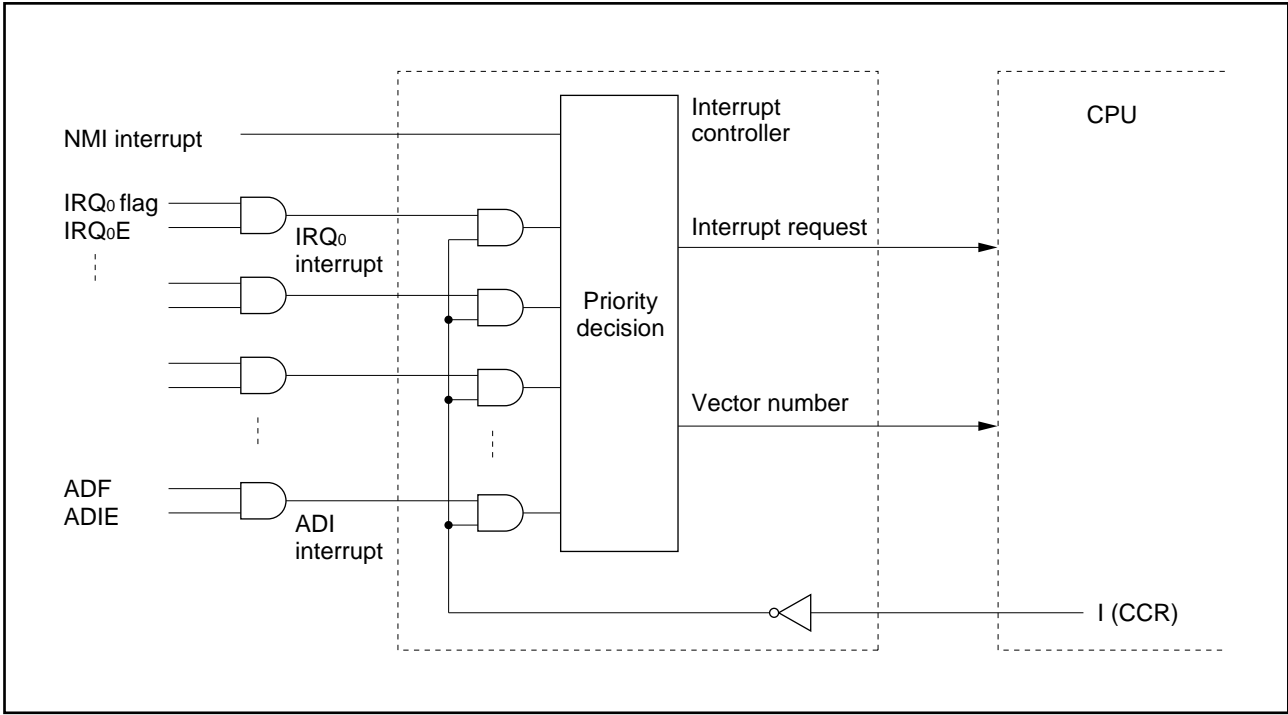 NMI interrupt
IRQ0 flag
IRQ0E
IRQ0
interrupt
ADF
ADIE
ADI
interrupt
Priority
decision
Interrupt
controller
Interrupt request
Vector number
CPU
I (CCR)